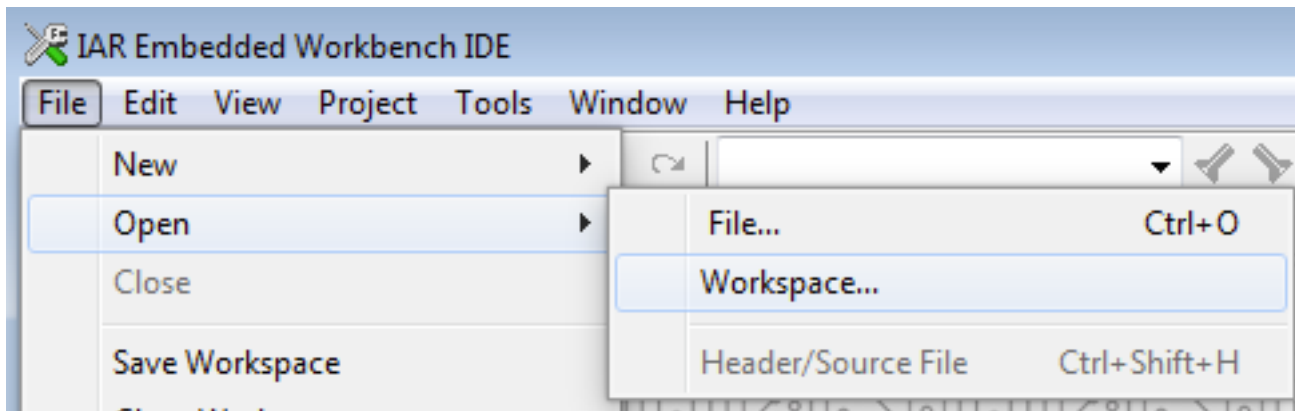 IAR Embedded Workbench IDE
File Edit View Project Tools Window Help
New
Open
File... Ctrl+O
Close
Workspace...
Save Workspace
Header/Source File Ctrl+Shift+H